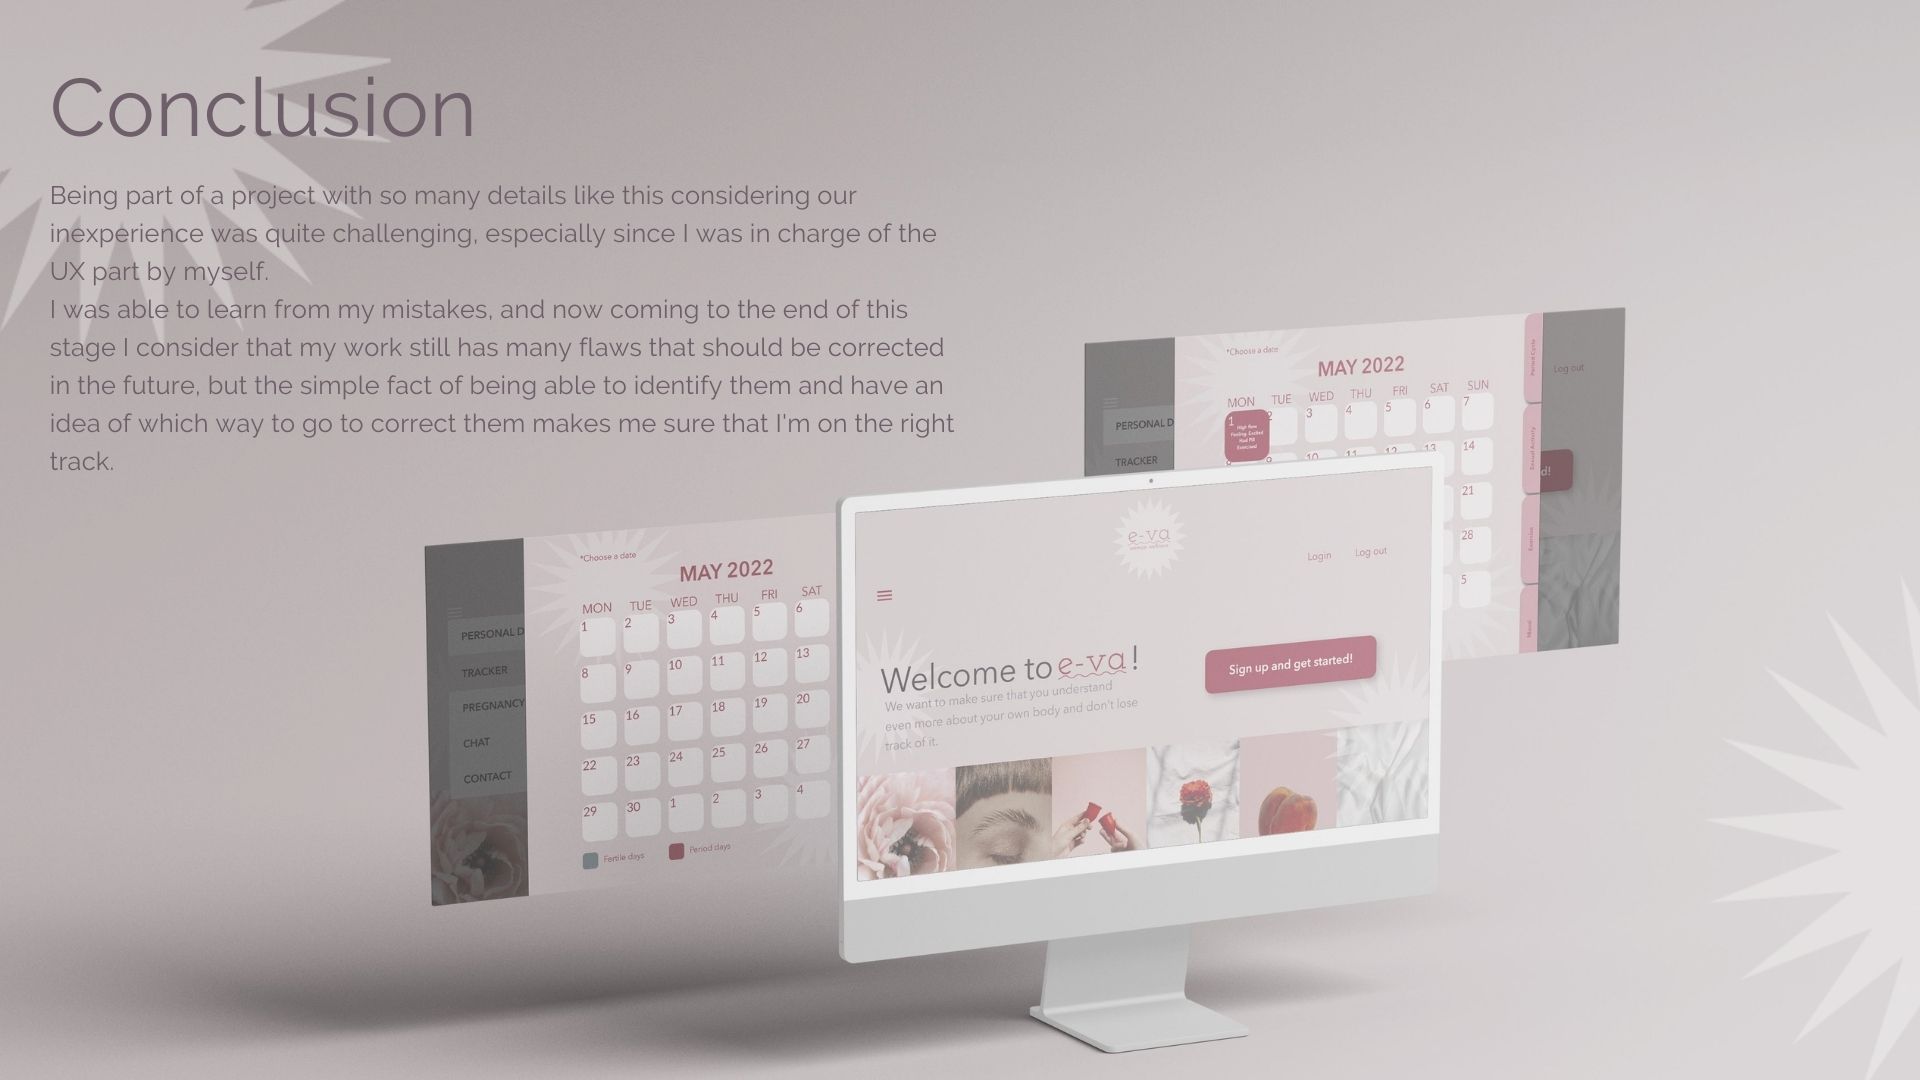 Conclusion
Being part of a project with so many details like this considering our
inexperience was quite challenging, especially since I was in charge of the
UX part by myself.
I was able to learn from my mistakes, and now coming to the end of this
stage I consider that my work still has many flaws that should be corrected
in the future, but the simple fact of being able to identify them and have an
idea of which way to go to correct them makes me sure that I'm on the right
track.
*Choose a date
MAY 2022
MON TUE WED THU FRI SAT SUN
1 2 3 4 5 6 7
High flow
Feeling: Excited
Had Pill
Exercised
8 9 10 11 12 13 14
21
28
5
PERSONAL D
TRACKER
Period Cycle
Sexual Activity
Exercise
Mood
Log out
d!
*Choose a date
MAY 2022
MON TUE WED THU FRI SAT
1 2 3 4 5 6
8 9 10 11 12 13
15 16 17 18 19 20
22 23 24 25 26 27
29 30 1 2 3 4
Fertile days Period days
PERSONAL D
TRACKER
PREGNANCY
CHAT
CONTACT
e-va
Login Log out
Welcome to e-va!
We want to make sure that you understand
even more about your own body and don't lose
track of it.
Sign up and get started!